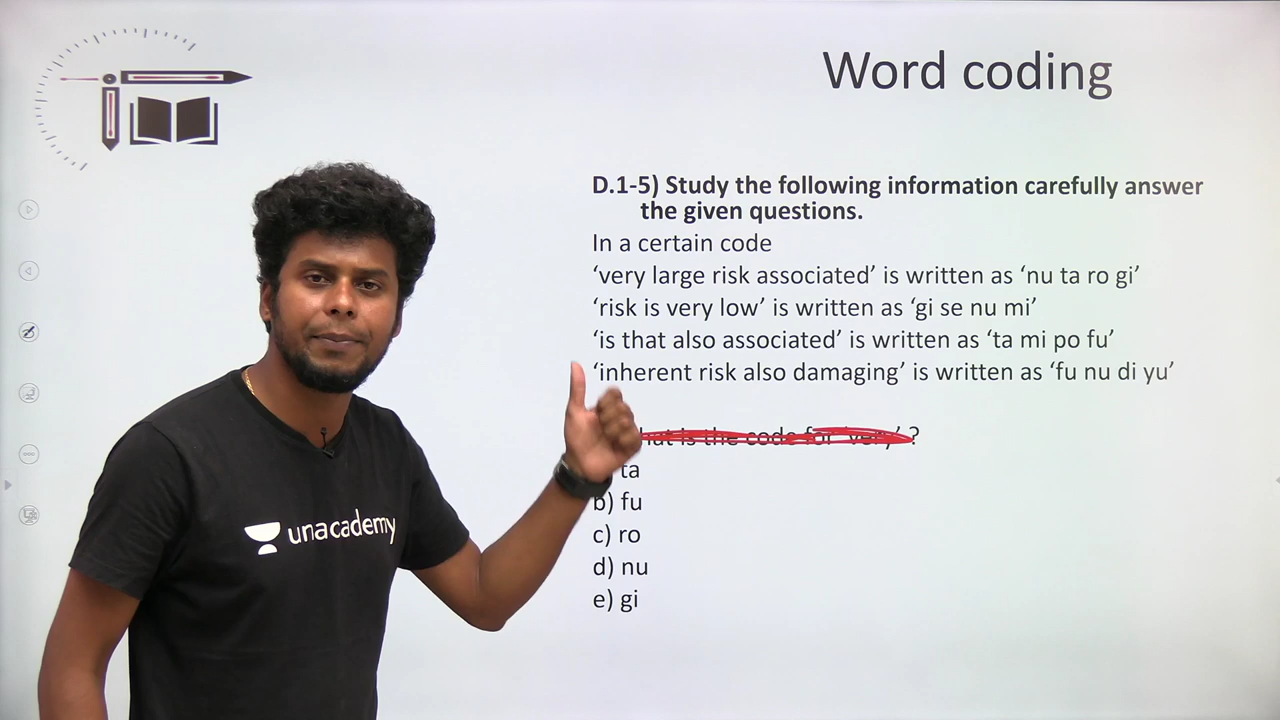 Word coding
D.1-5) Study the following information carefully answer
the given questions.
In a certain code
‘very large risk associated’ is written as ‘nu ta ro gi’
‘risk is very low’ is written as ‘gi se nu mi’
‘is that also associated’ is written as ‘ta mi po fu’
‘inherent risk also damaging’ is written as ‘fu nu di yu’
is the code for ‘very’ ?
ta
b) fu
c) ro
d) nu
e) gi
unacademy